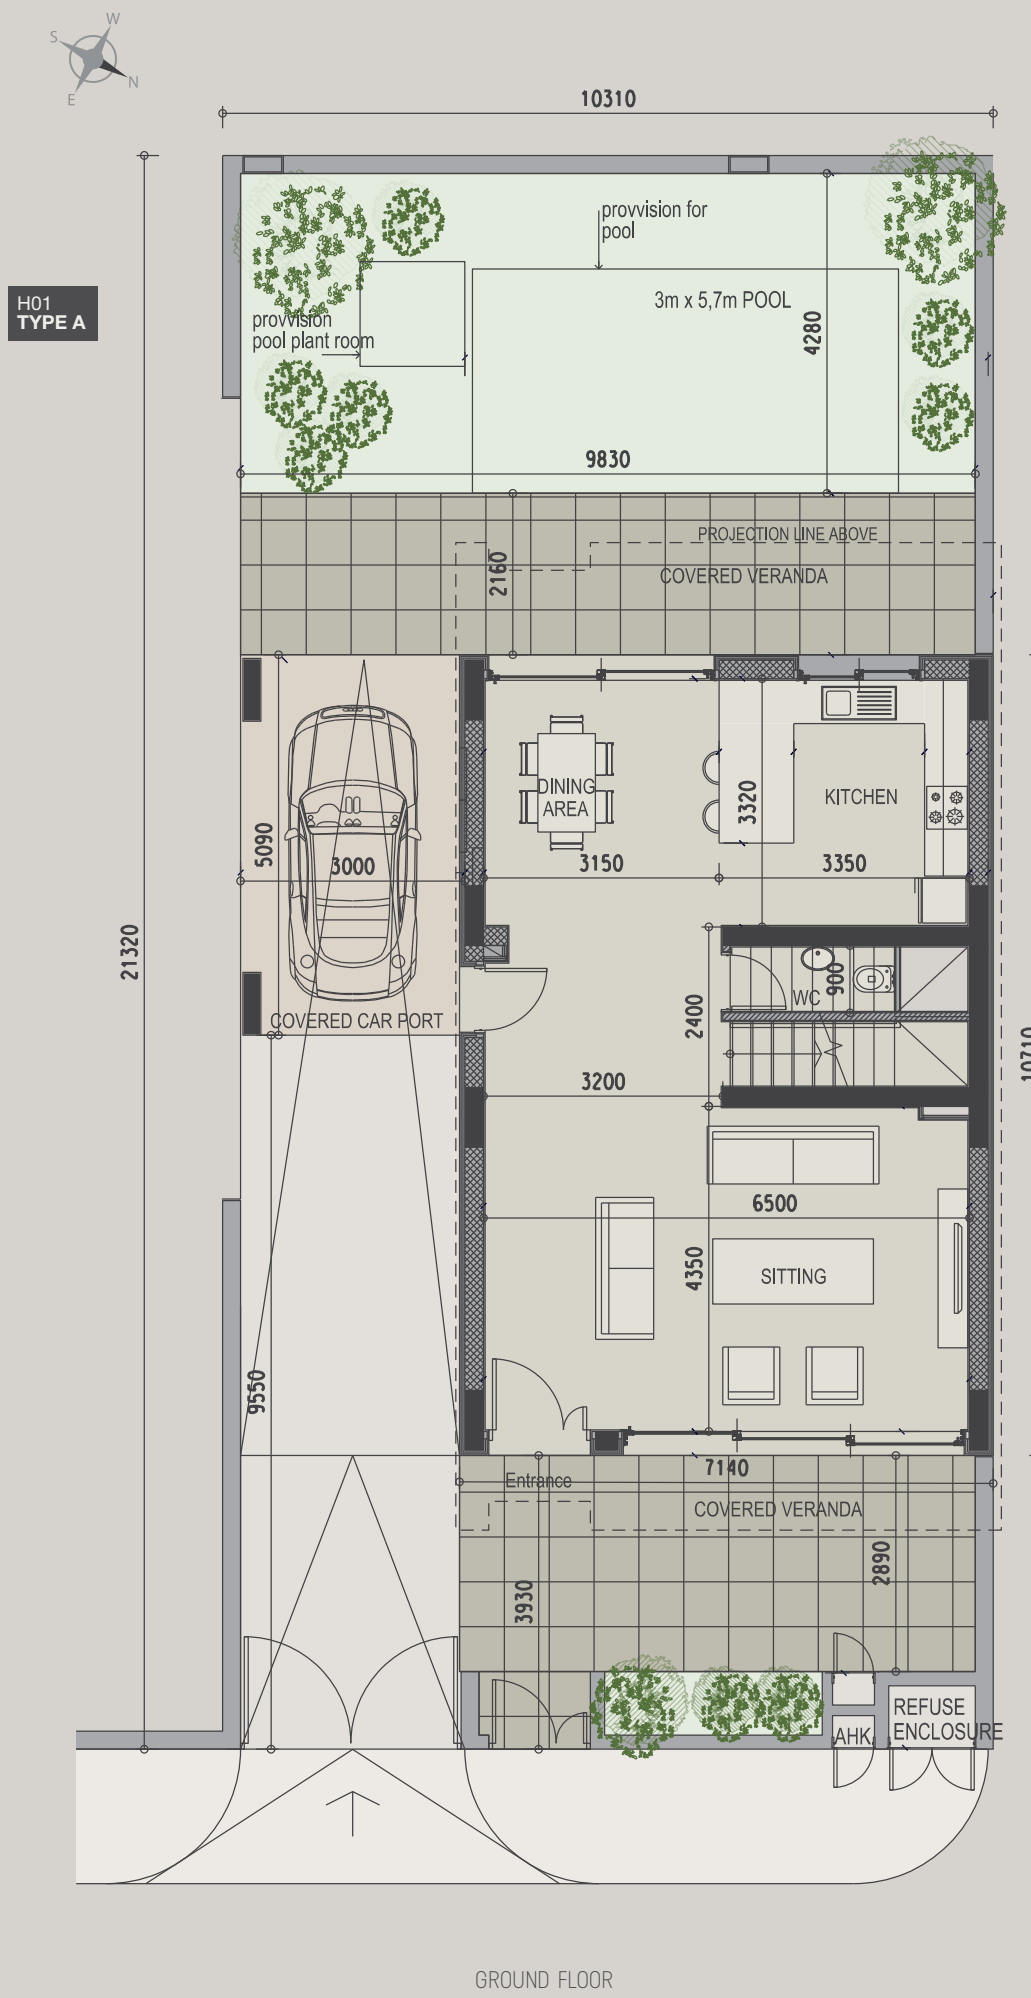 W
S
N
E
10310
provvision for
pool
3m x 5,7m POOL
H01
TYPE A
provvision
pool plant room
4280
9830
PROJECTION LINE ABOVE
COVERED VERANDA
2160
DINING
AREA
KITCHEN
3320
5090
3000
3150
3350
21320
900
WC
2400
COVERED CAR PORT
10710
3200
6500
4350
SITTING
9550
7140
Entrance
COVERED VERANDA
2890
3930
REFUSE
ENCLOSURE
AHK
GROUND FLOOR